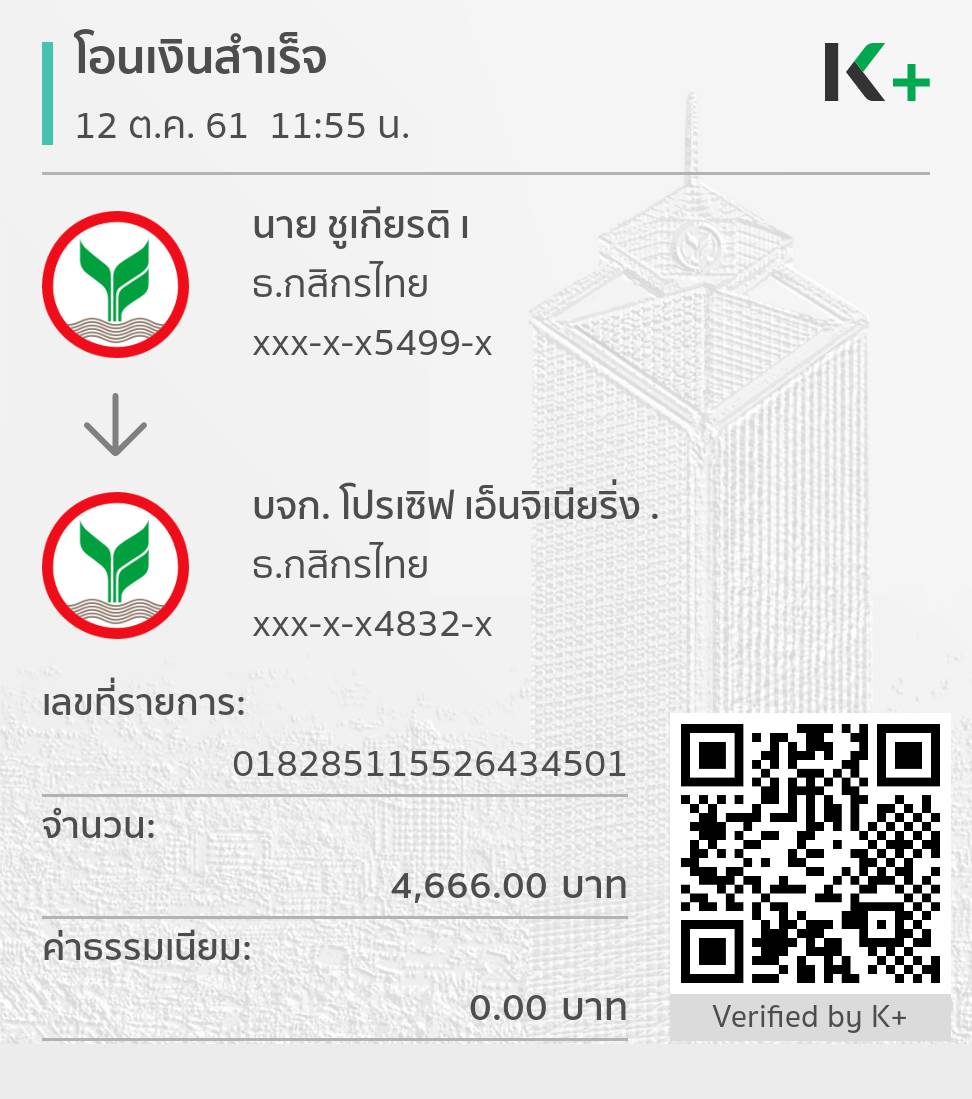 โอนเงินสำเร็จ
K+
12 ต.ค. 61 11:55 น.
นาย ชูเกียรติ เ
ธ.กสิกรไทย
xxx-x-x5499-x
บจก. โปรเซิฟ เอ็นจิเนียริ่ง .
ธ.กสิกรไทย
xxx-x-x4832-x
เลขที่รายการ:
018285115526434501
จำนวน:
4,666.00 บาท
ค่าธรรมเนียม:
0.00 บาท
Verified by K+